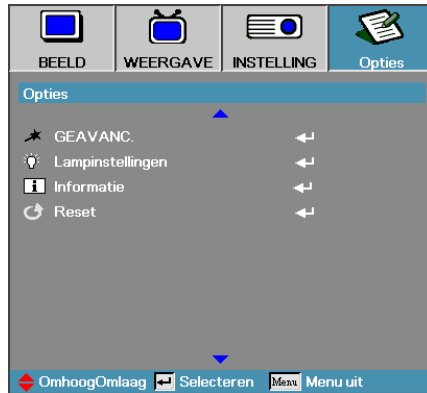 BEELD WEERGAVE INSTELLING Opties
Opties
GEAVANC.
Lampinstellingen
Informatie
Reset
OmhoogOmlaag Selecteren Menu Menu uit